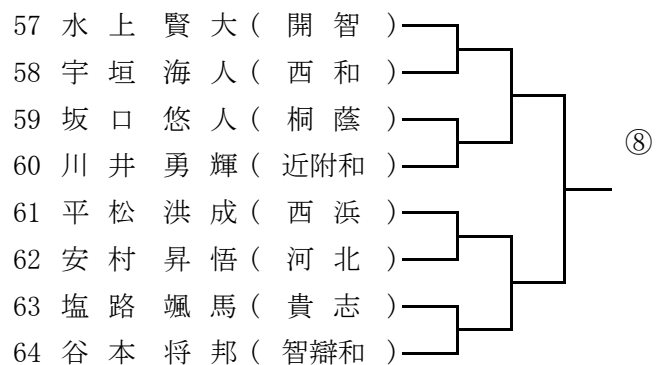 57 水上 賢大(開智)
58 宇垣 海人(西和)
59 坂口 悠人(桐蔭)
60 川井 勇輝(近附和)
⑧
61 平松 洪成(西浜)
62 安村 昇悟(河北)
63 塩路 颯馬(貴志)
64 谷本 将邦(智辯和)